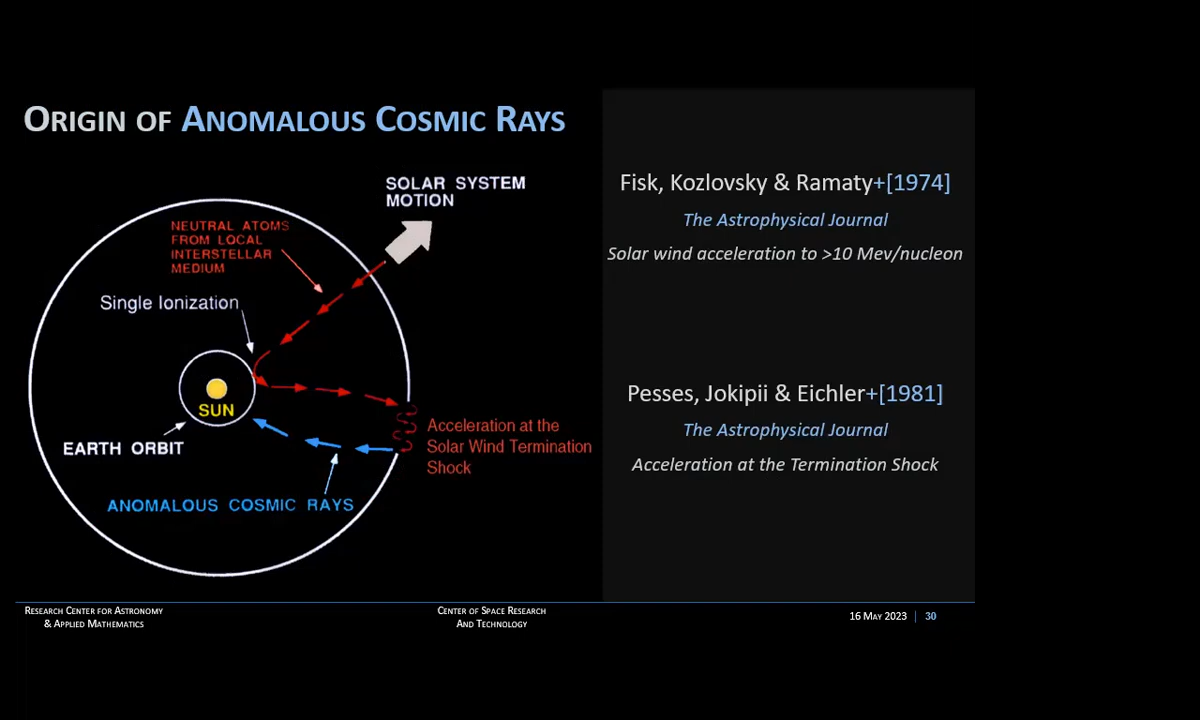 ORIGIN OF ANOMALOUS COSMIC RAYS
SOLAR SYSTEM
MOTION
NEUTRAL ATOMS
FROM LOCAL
INTERSTELLAR
MEDIUM
Single Ionization
SUN
EARTH ORBIT
Acceleration at the
Solar Wind Termination
Shock
ANOMALOUS COSMIC RAYS
Fisk, Kozlovsky & Ramaty+[1974]
The Astrophysical Journal
Solar wind acceleration to >10 Mev/nucleon
Pesses, Jokipii & Eichler+[1981]
The Astrophysical Journal
Acceleration at the Termination Shock
RESEARCH CENTER FOR ASTRONOMY
& APPLIED MATHEMATICS
CENTER OF SPACE RESEARCH
AND TECHNOLOGY
16 MAY 2023 | 30